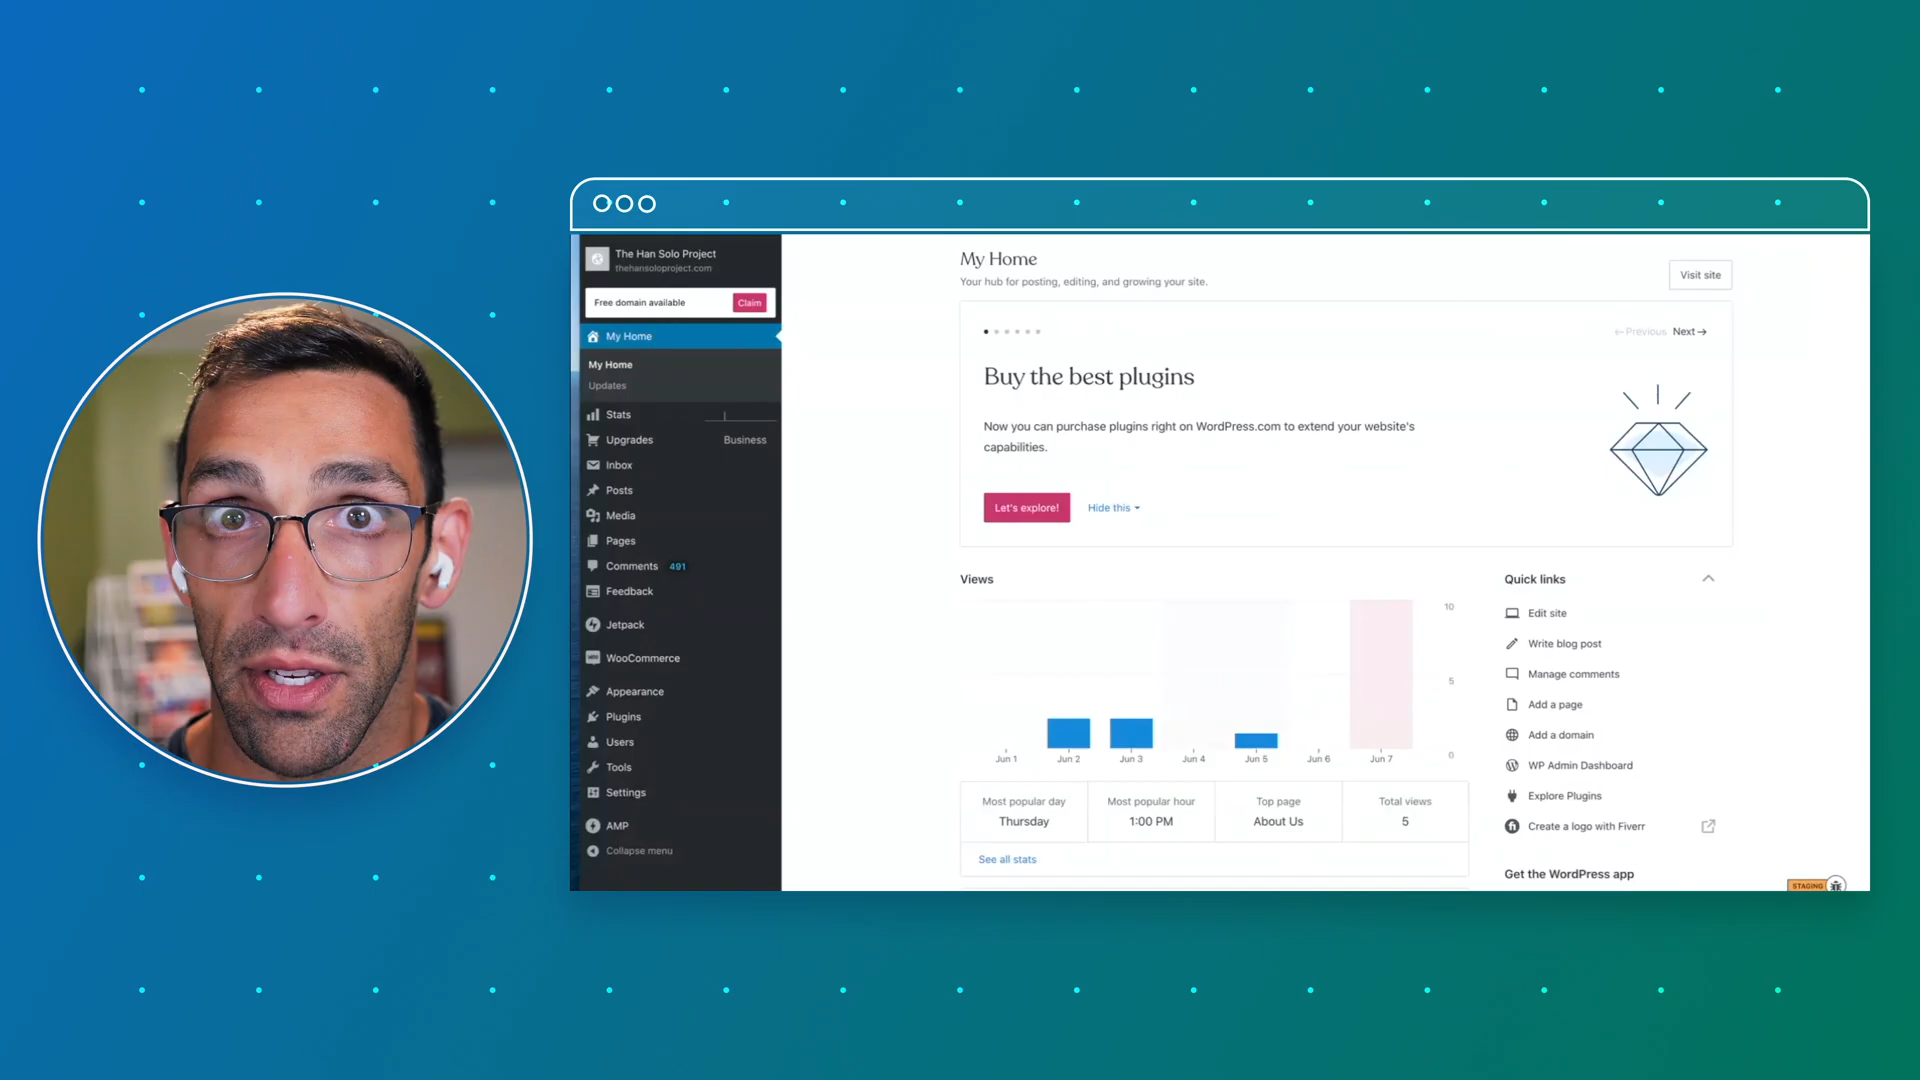 The Han Solo Project
thehansoloproject.com
Free domain available
Claim
My Home
My Home
Updates
Stats
Upgrades
Business
Inbox
Posts
Media
Pages
Comments 491
Feedback
Jetpack
WooCommerce
Appearance
Plugins
Users
Tools
Settings
AMP
Collapse menu
My Home
Your hub for posting, editing, and growing your site.
Visit site
←Previous Next→
Buy the best plugins
Now you can purchase plugins right on WordPress.com to extend your website's
capabilities.
Let's explore!
Hide this
Views
10
5
0
Jun 1 Jun 2 Jun 3 Jun 4 Jun 5 Jun 6 Jun 7
Most popular day
Thursday
Most popular hour
1:00 PM
Top page
About Us
Total views
5
See all stats
Quick links
Edit site
Write blog post
Manage comments
Add a page
Add a domain
WP Admin Dashboard
Explore Plugins
Create a logo with Fiverr
Get the WordPress app
STAGING